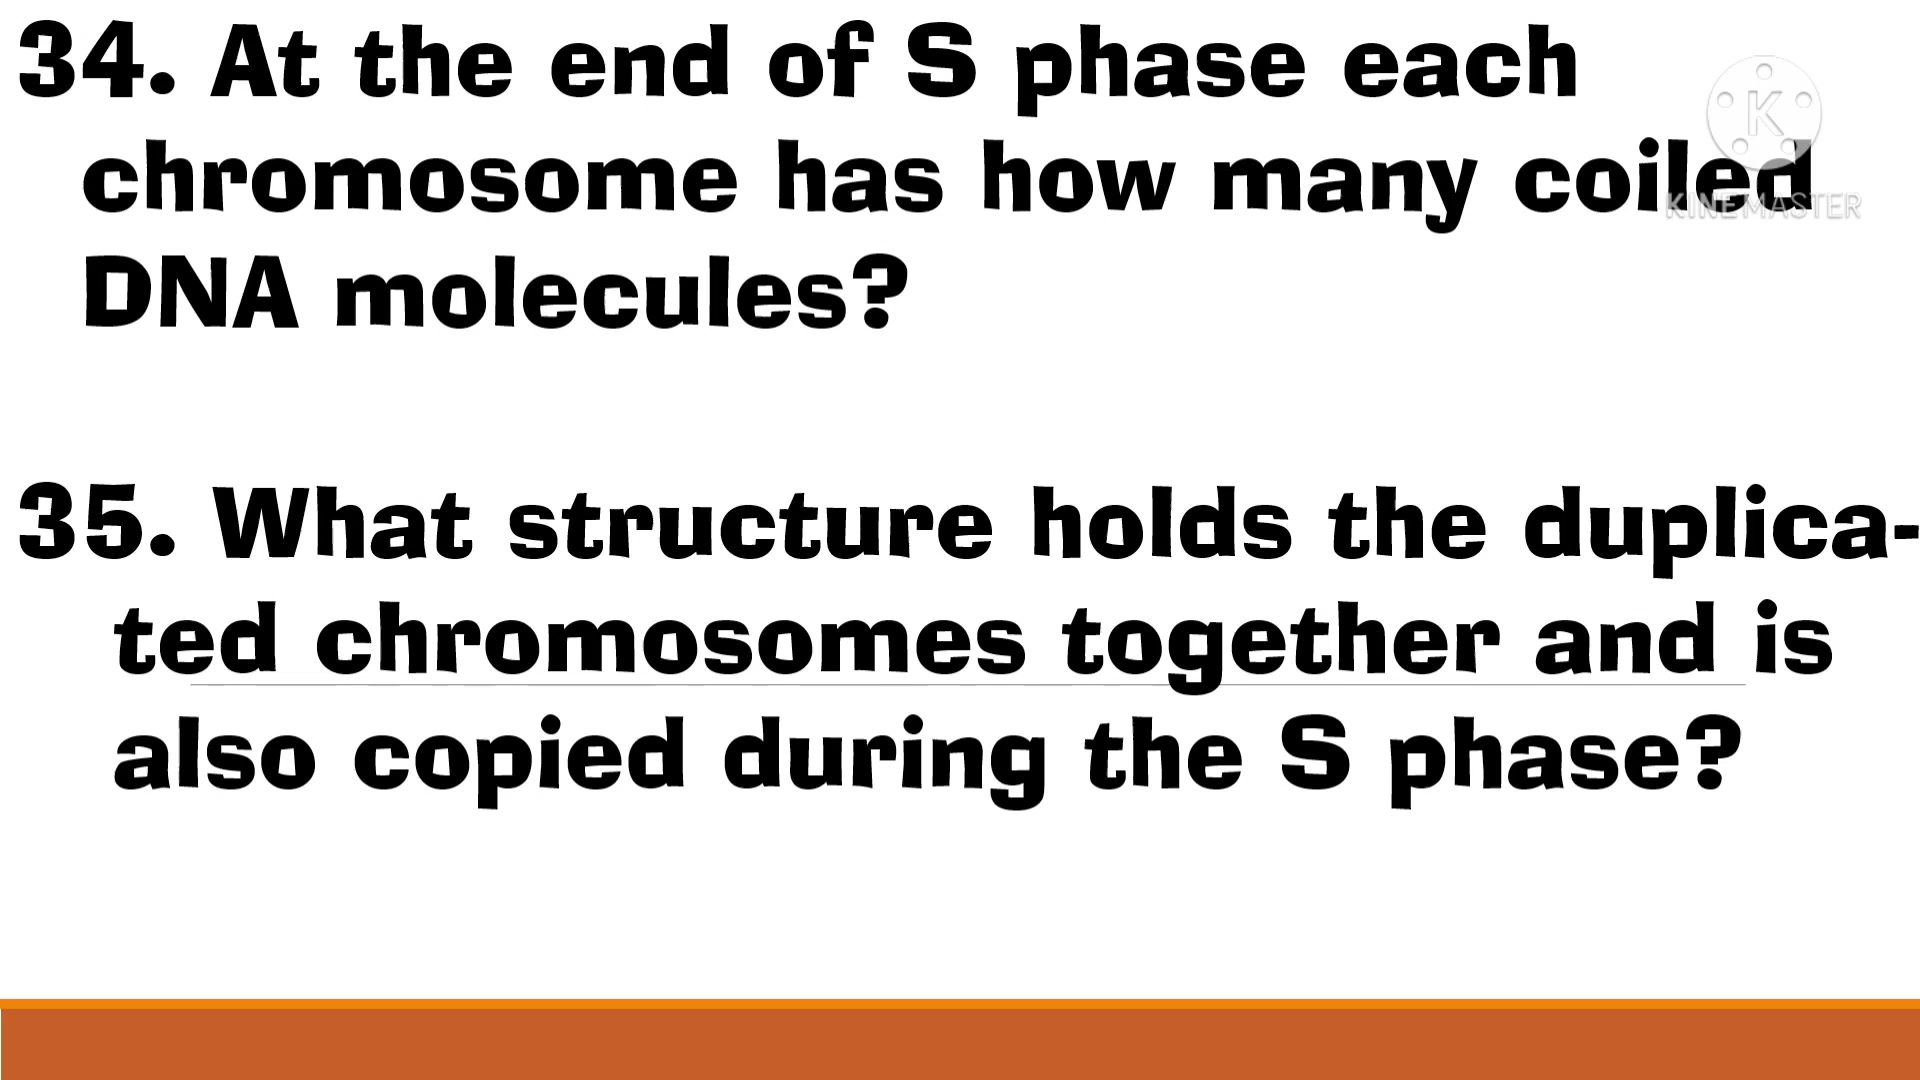 34. At the end of S phase each
chromosome has how many coiled
DNA molecules?
35. What structure holds the duplica-
ted chromosomes together and is
also copied during the S phase?
K
KINEMASTER